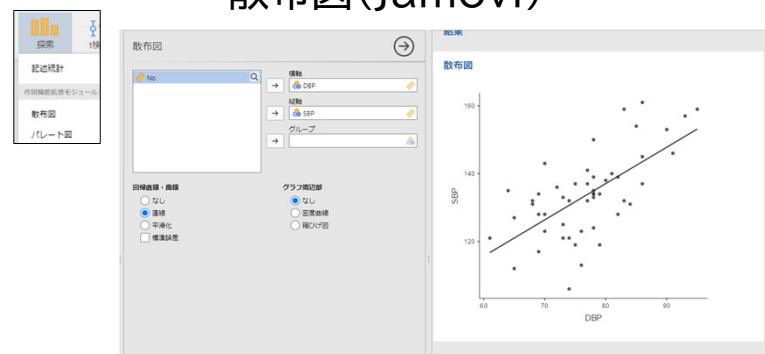 散布図(jamovi)
探索
t検
記述統計
作図機能拡張モジュール
散布図
パレート図
散布図
No
横軸
DBP
縦軸
SBP
グループ
回帰直線・曲線
なし
直線
平滑化
標準誤差
グラフ周辺部
なし
密度曲線
箱ひげ図
結果
散布図
160
140
120
SBP
60
70
80
90
DBP